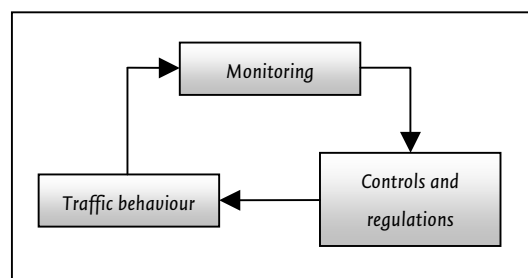 Monitoring
Controls and
regulations
Traffic behaviour